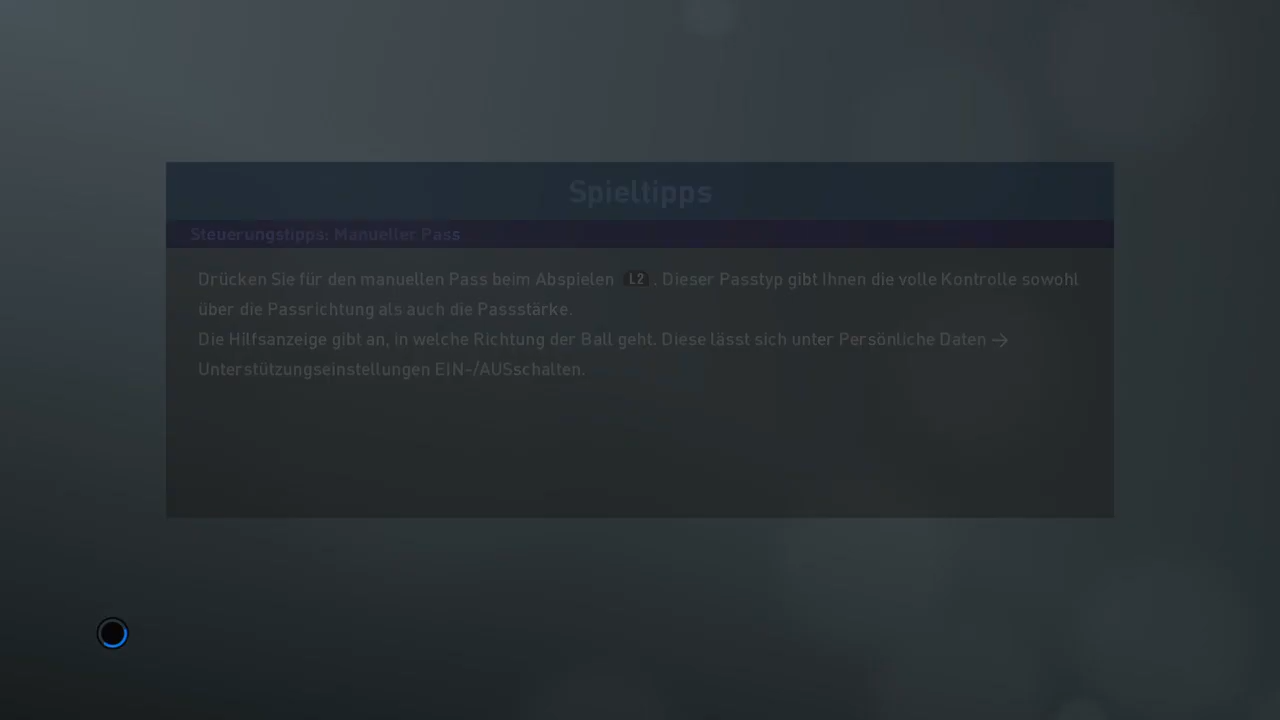 Spieltipps
Steuerungstipps: Manueller Pass
Drücken Sie für den manuellen Pass beim Abspielen L2 . Dieser Passtyp gibt Ihnen die volle Kontrolle sowohl
über die Passrichtung als auch die Passstärke.
Die Hilfsanzeige gibt an, in welche Richtung der Ball geht. Diese lässt sich unter Persönliche Daten →
Unterstützungseinstellungen EIN-/AUSschalten.